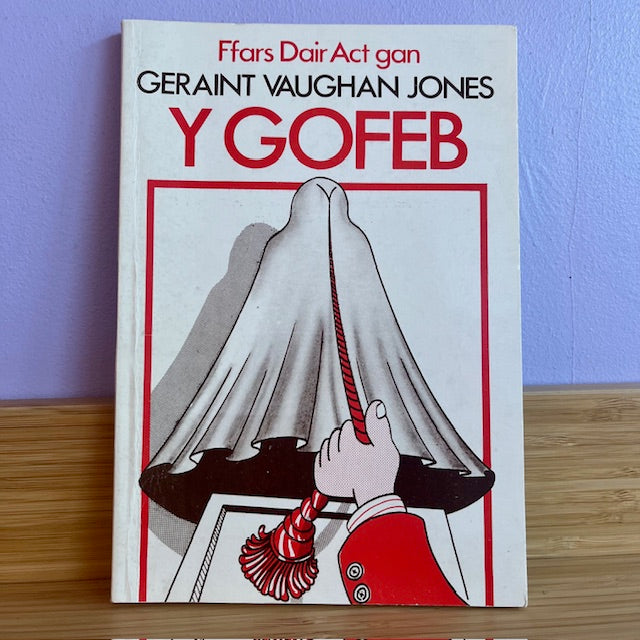 Ffars Dair Act gan
GERAINT VAUGHAN JONES
Y GOFEB